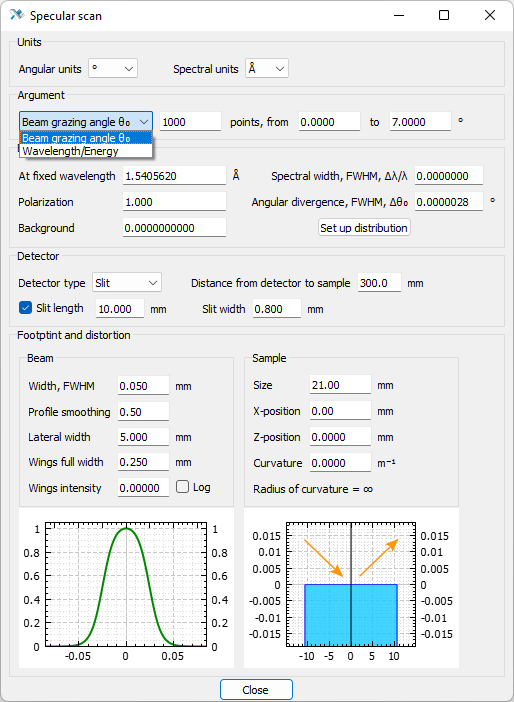 Specular scan
Units
Angular units ° Spectral units Å
Argument
Beam grazing angle θ₀ 1000 points, from 0.0000 to 7.0000 °
Beam grazing angle θ₀
Wavelength/Energy
At fixed wavelength 1.5405620 Å Spectral width, FWHM, Δλ/λ 0.0000000
Polarization 1.000 Angular divergence, FWHM, Δθ₀ 0.0000028 °
Background 0.0000000000 Set up distribution
Detector
Detector type Slit Distance from detector to sample 300.0 mm
Slit length 10.000 mm Slit width 0.800 mm
Footptint and distortion
Beam
Width, FWHM 0.050 mm
Profile smoothing 0.50
Lateral width 5.000 mm
Wings full width 0.250 mm
Wings intensity 0.00000 Log
Sample
Size 21.00 mm
X-position 0.00 mm
Z-position 0.0000 mm
Curvature 0.0000 m⁻¹
Radius of curvature = ∞
1 1
0.8 0.8
0.6 0.6
0.4 0.4
0.2 0.2
0 0
-0.05 0 0.05
0.015 0.015
0.01 0.01
0.005 0.005
0 0
-0.005 -0.005
-0.01 -0.01
-0.015 -0.015
-10 -5 0 5 10
Close